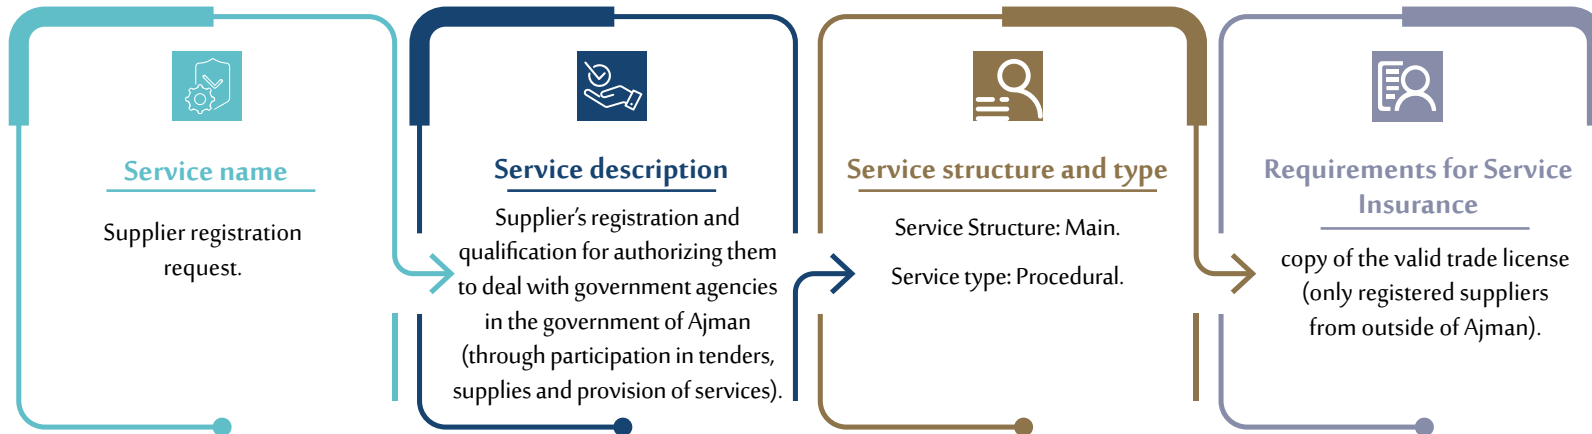 Service name
Supplier registration
request.
Service description
Supplier's registration and
qualification for authorizing them
to deal with government agencies
in the government of Ajman
(through participation in tenders,
supplies and provision of services).
Service structure and type
Service Structure: Main.
Service type: Procedural.
Requirements for Service
Insurance
copy of the valid trade license
(only registered suppliers
from outside of Ajman).